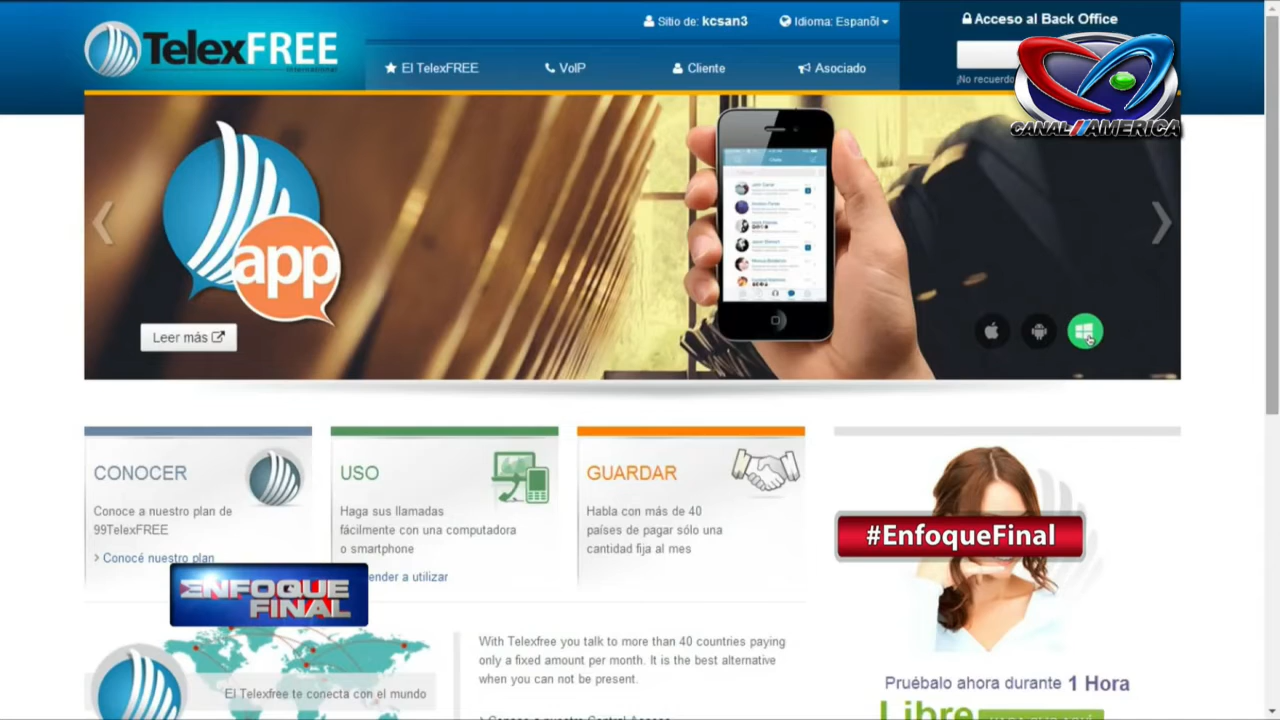 Sitio de: kcsan3
Idioma: Espanõl
Acceso al Back Office
TelexFREE
International
El TelexFREE
VoIP
Cliente
Asociado
¡No recuerdo
CANAL AMERICA
app
Leer más
CONOCER
Conoce a nuestro plan de
99TelexFREE
Conocé nuestro plan
USO
Haga sus llamadas
fácilmente con una computadora
o smartphone
ender a utilizar
GUARDAR
Habla con más de 40
países de pagar sólo una
cantidad fija al mes
#EnfoqueFinal
ENFOQUE
FINAL
El Telexfree te conecta con el mundo
With Telexfree you talk to more than 40 countries paying
only a fixed amount per month. It is the best alternative
when you can not be present.
Pruébalo ahora durante 1 Hora
Libre